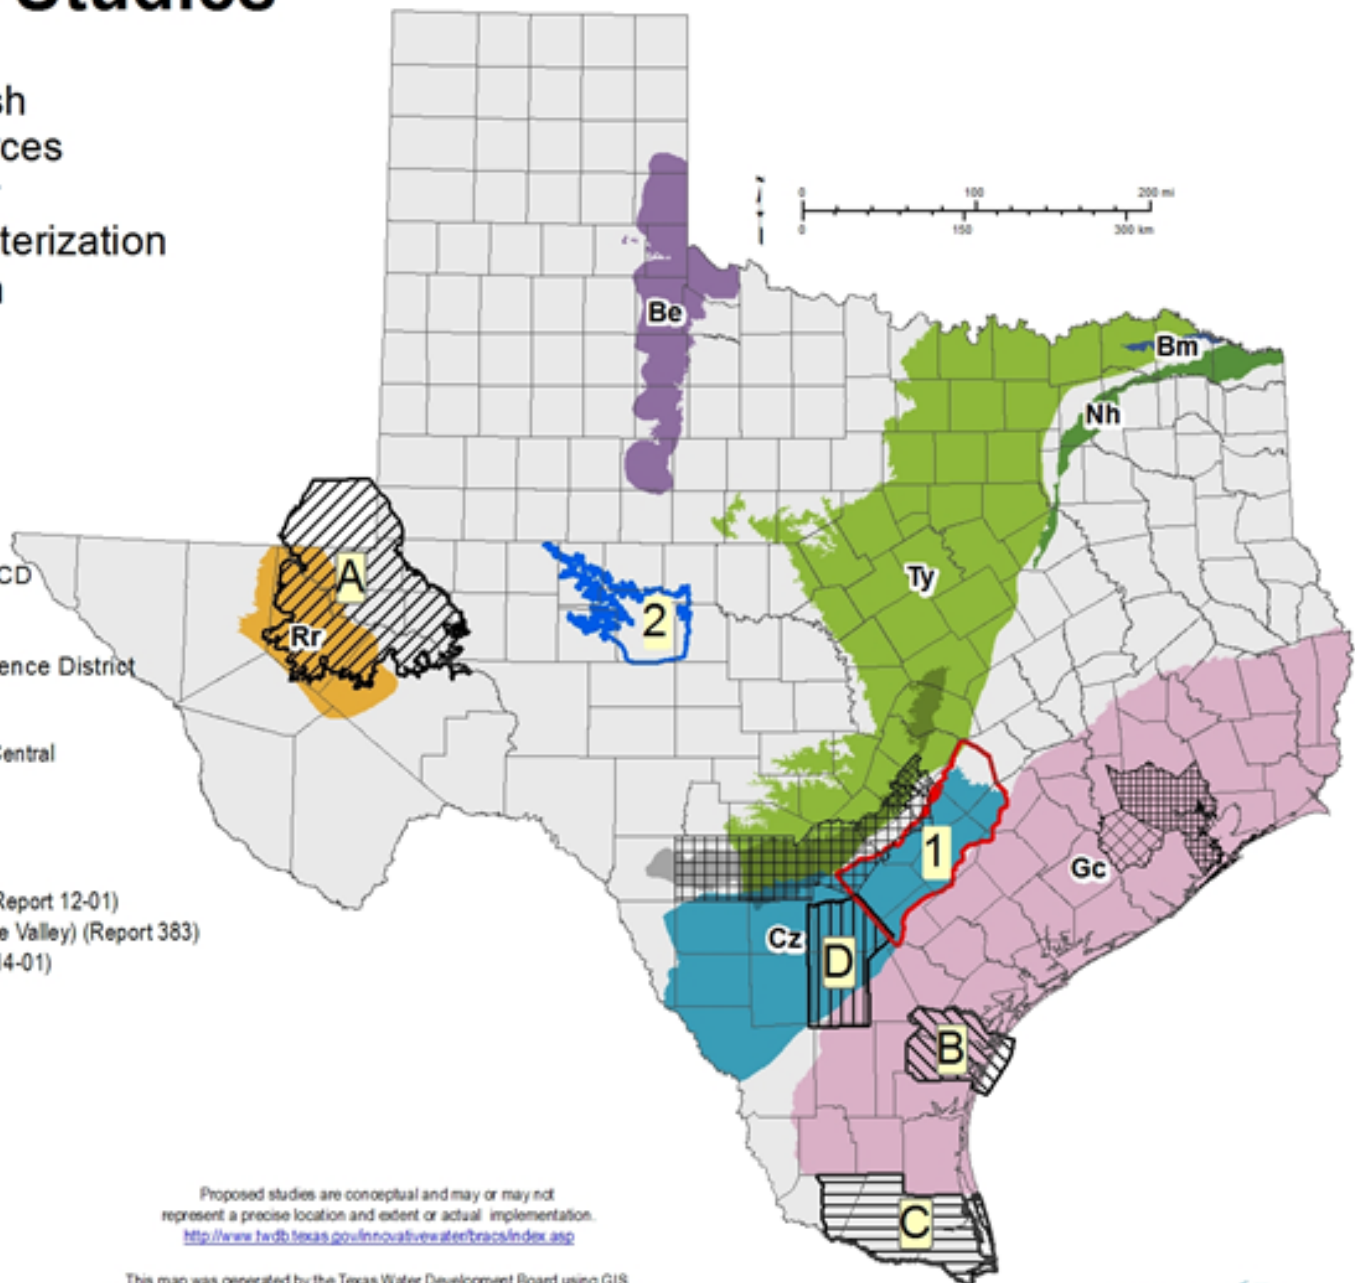 Studies
sh
rces
terization
0 100 200 mi
0 150 300 km
Be
Bm
Nh
A
CD
Ty
2
Rr
ence District
Central
1
Gc
Report 12-01)
e Valley) (Report 383)
Cz
14-01)
D
B
Proposed studies are conceptual and may or may not
represent a precise location and extent or actual implementation.
http://www.twdb.texas.gov/innovativewater/bracs/index.asp
C
This map was generated by the Texas Water Development Board using GIS